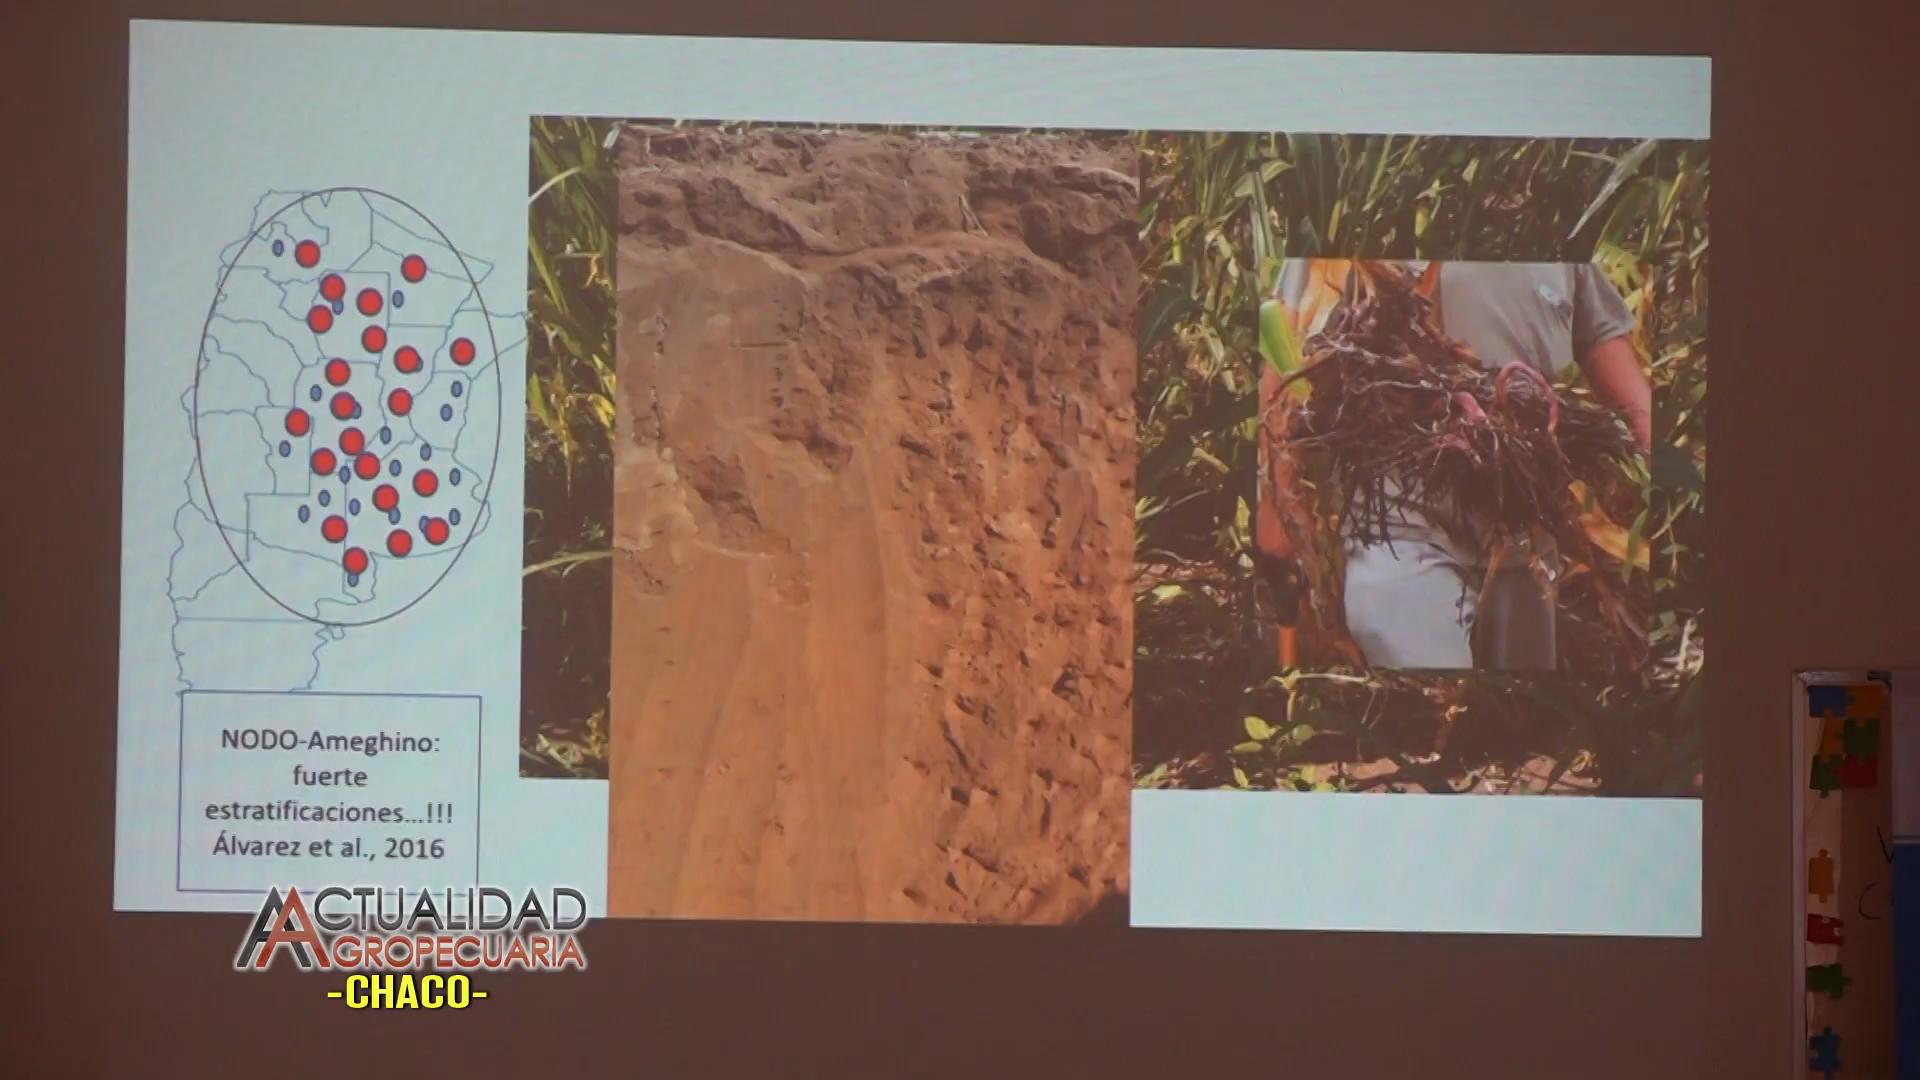 NODO-Ameghino:
fuerte
estratificaciones...!!!
Álvarez et al., 2016
ACTUALIDAD
AGROPECUARIA
-CHACO-